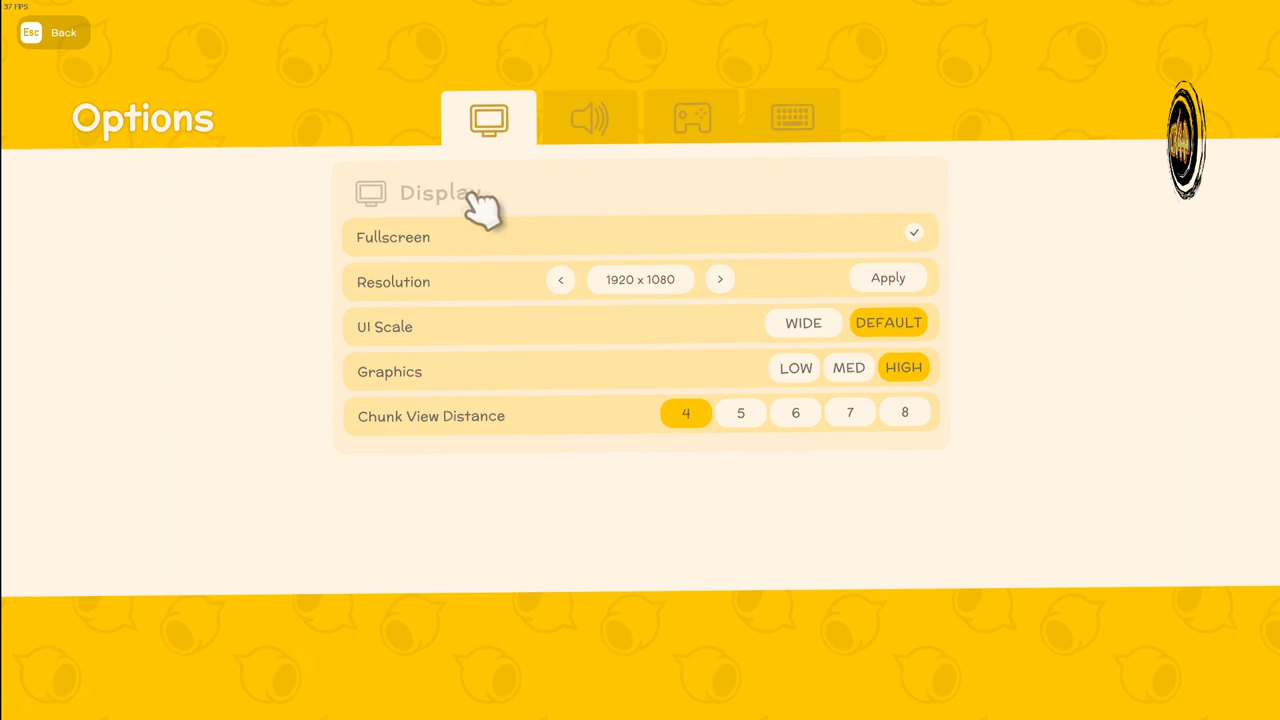 37 FPS
Esc Back
Options
Display
Fullscreen
Resolution < 1920 x 1080 > Apply
UI Scale WIDE DEFAULT
Graphics LOW MED HIGH
Chunk View Distance 4 5 6 7 8